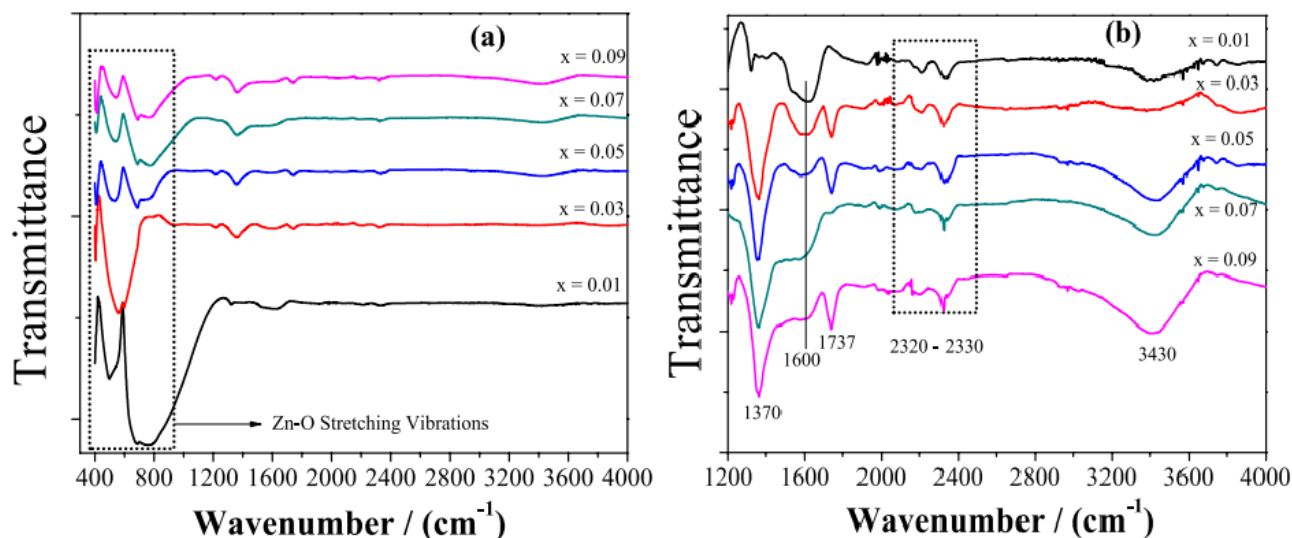 (a)
x = 0.09
x = 0.07
x = 0.05
x = 0.03
x = 0.01
Zn-O Stretching Vibrations
Transmittance
400 800 1200 1600 2000 2400 2800 3200 3600 4000
Wavenumber / (cm-1)
(b)
x = 0.01
x = 0.03
x = 0.05
x = 0.07
x = 0.09
1370
1600
1737
2320 - 2330
3430
Transmittance
1200 1600 2000 2400 2800 3200 3600 4000
Wavenumber / (cm-1)